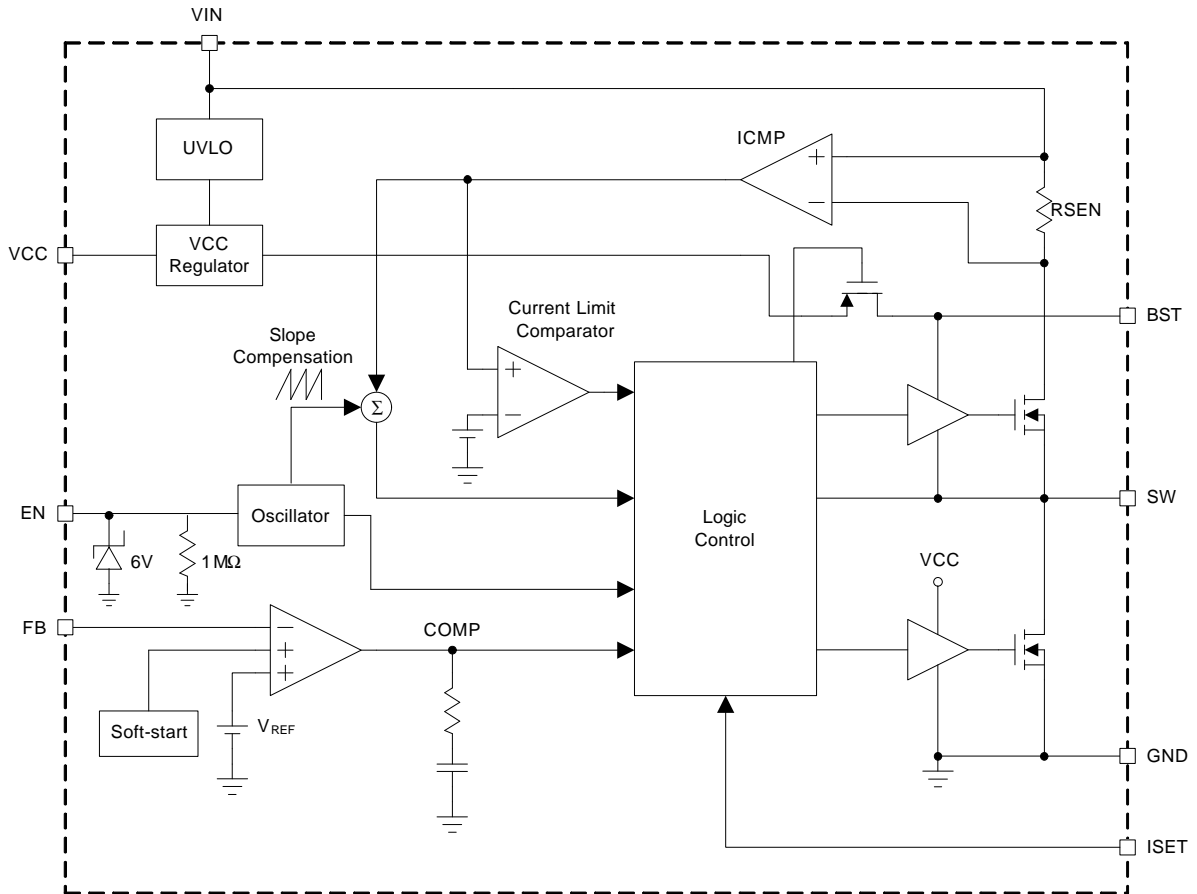 VIN
UVLO
ICMP
+
−
RSEN
VCC
VCC
Regulator
BST
Current Limit
Comparator
Slope
Compensation
+
−
Σ
EN
Oscillator
6V
1MΩ
Logic
Control
SW
VCC
FB
−
+
+
COMP
Soft-start
VREF
GND
ISET